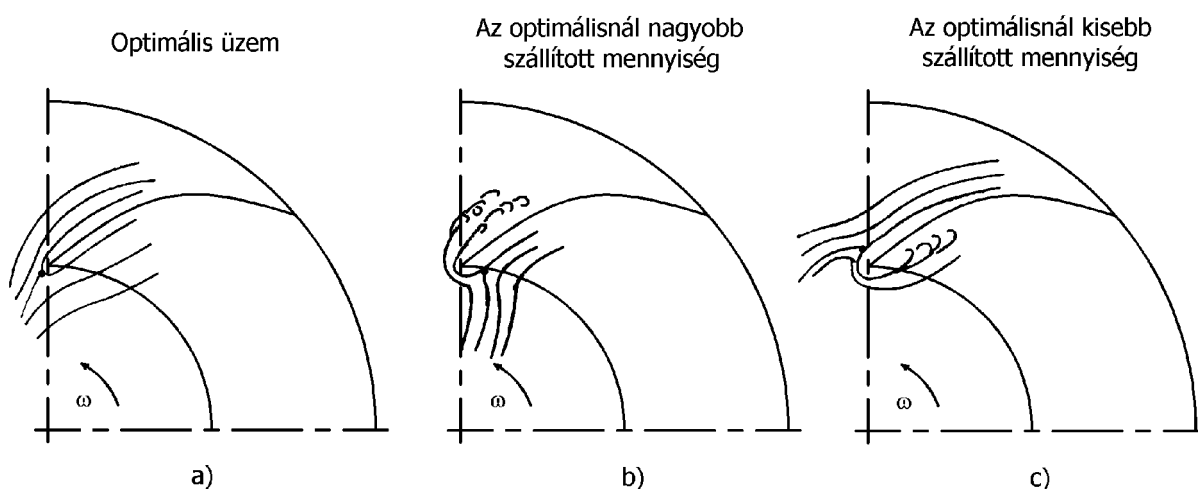 Optimális üzem
Az optimálisnál nagyobb
szállított mennyiség
Az optimálisnál kisebb
szállított mennyiség
ω
ω
ω
a)
b)
c)